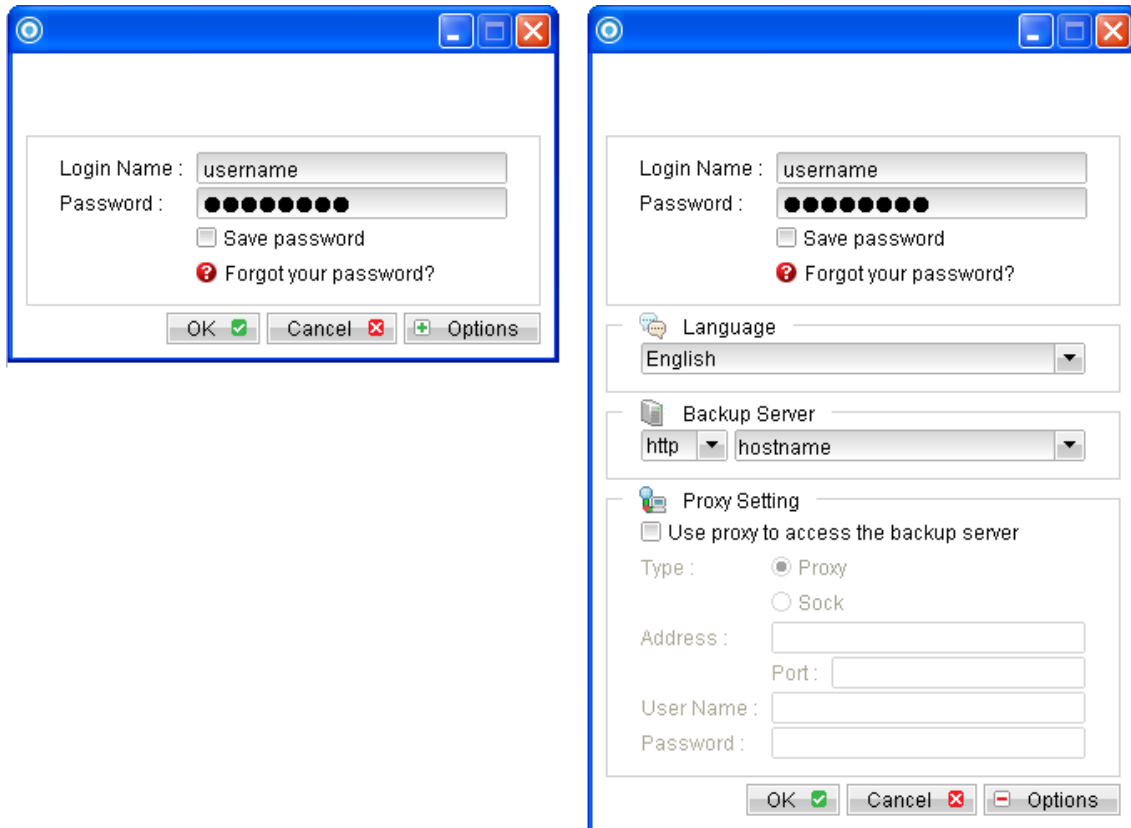 Login Name : username
Password : ●●●●●●●●
Save password
Forgot your password?
OK Cancel Options
Login Name : username
Password : ●●●●●●●●
Save password
Forgot your password?
Language
English
Backup Server
http hostname
Proxy Setting
Use proxy to access the backup server
Type : Proxy
Sock
Address :
Port :
User Name :
Password :
OK Cancel Options